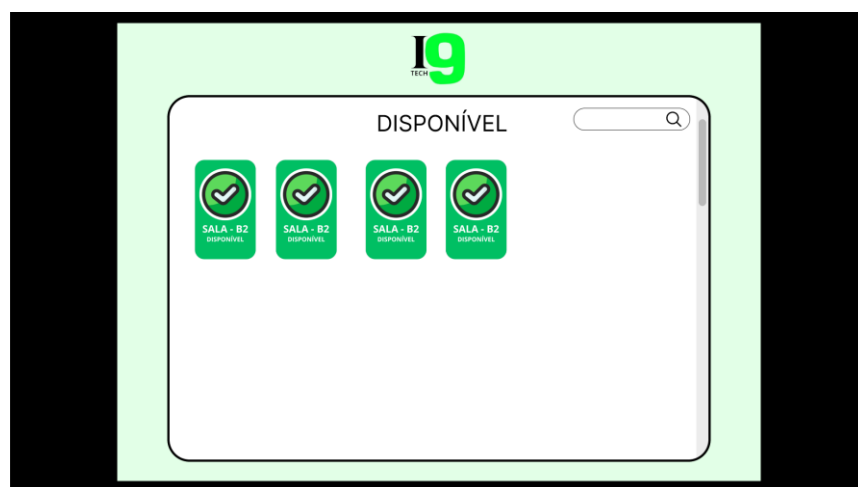 I9
TECH
DISPONÍVEL
SALA - B2
DISPONÍVEL
SALA - B2
DISPONÍVEL
SALA - B2
DISPONÍVEL
SALA - B2
DISPONÍVEL